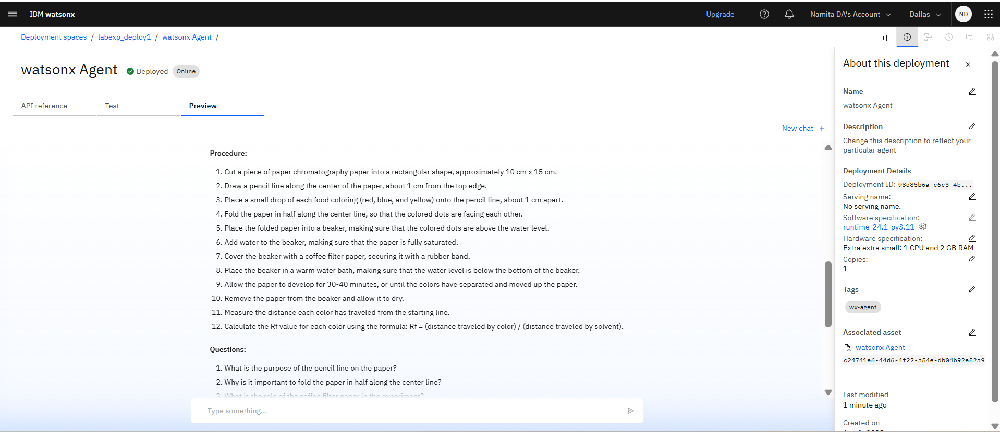 IBM watsonx
Upgrade
Namita DA's Account
Dallas
ND
Deployment spaces / labexp_deploy1 / watsonx Agent /
watsonx Agent
Deployed
Online
API reference
Test
Preview
New chat +
Procedure:
1. Cut a piece of paper chromatography paper into a rectangular shape, approximately 10 cm x 15 cm.
2. Draw a pencil line along the center of the paper, about 1 cm from the top edge.
3. Place a small drop of each food coloring (red, blue, and yellow) onto the pencil line, about 1 cm apart.
4. Fold the paper in half along the center line, so that the colored dots are facing each other.
5. Place the folded paper into a beaker, making sure that the colored dots are above the water level.
6. Add water to the beaker, making sure that the paper is fully saturated.
7. Cover the beaker with a coffee filter paper, securing it with a rubber band.
8. Place the beaker in a warm water bath, making sure that the water level is below the bottom of the beaker.
9. Allow the paper to develop for 30-40 minutes, or until the colors have separated and moved up the paper.
10. Remove the paper from the beaker and allow it to dry.
11. Measure the distance each color has traveled from the starting line.
12. Calculate the Rf value for each color using the formula: Rf = (distance traveled by color) / (distance traveled by solvent).
Questions:
1. What is the purpose of the pencil line on the paper?
2. Why is it important to fold the paper in half along the center line?
3. What is the role of the coffee filter paper in the experiment?
Type something...
About this deployment
Name
watsonx Agent
Description
Change this description to reflect your
particular agent
Deployment Details
Deployment ID: 98d85b6a-c6c3-4b...
Serving name:
No serving name.
Software specification:
runtime-24.1-py3.11
Hardware specification:
Extra extra small: 1 CPU and 2 GB RAM
Copies:
1
Tags
wx-agent
Associated asset
watsonx Agent
c24741e6-44d6-4f22-a54e-db04b92e52a9
Last modified
1 minute ago
Created on